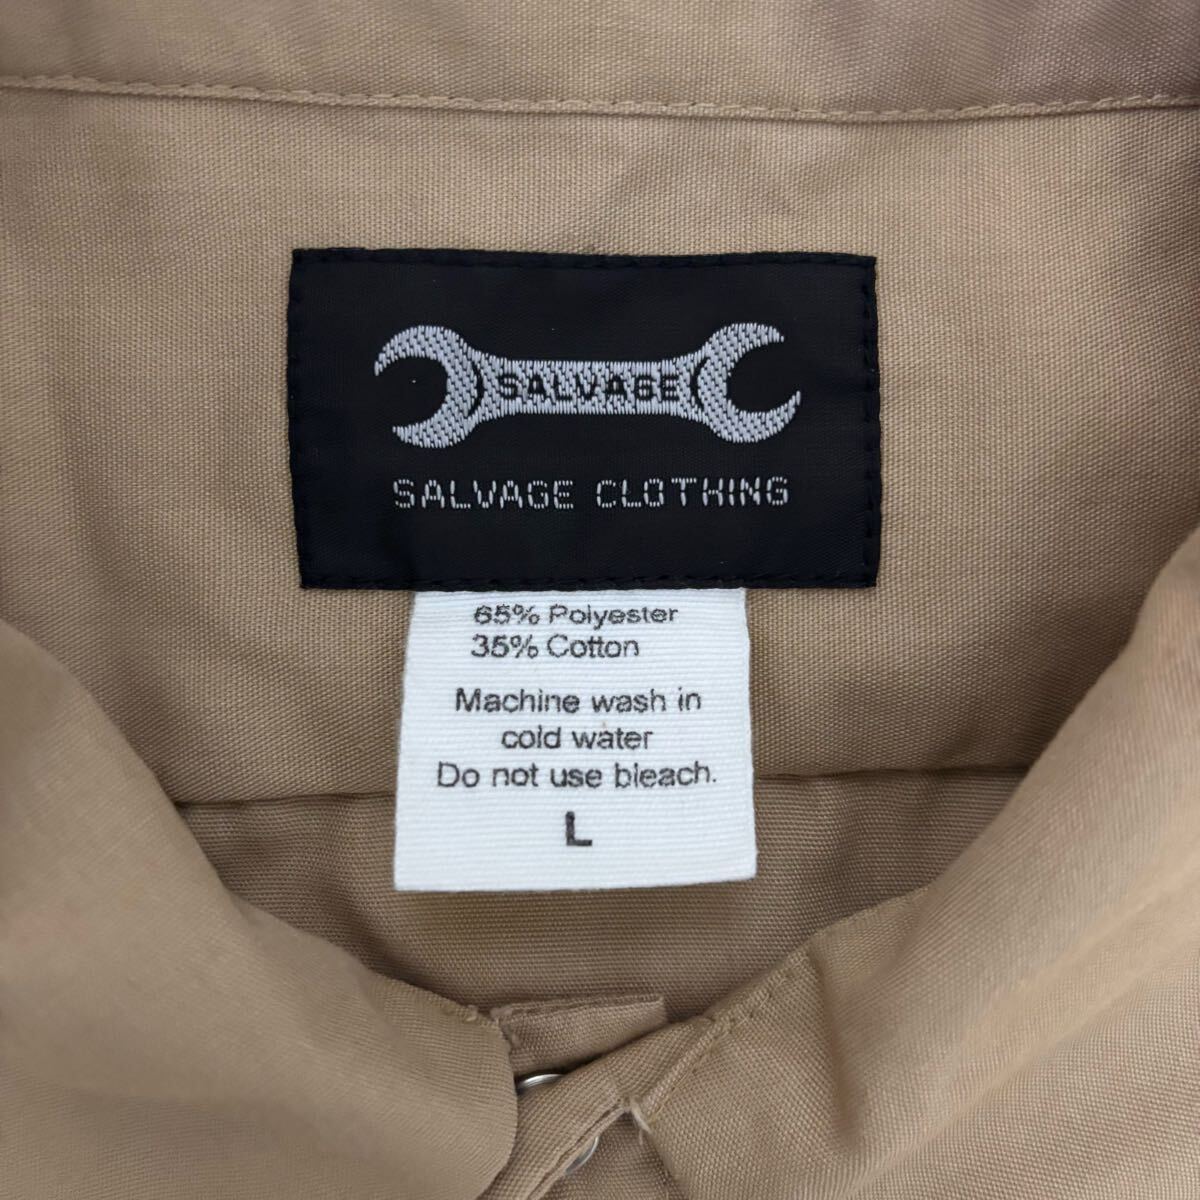 SALVAGE
SALVAGE CLOTHING
65% Polyester
35% Cotton
Machine wash in
cold water
Do not use bleach.
L